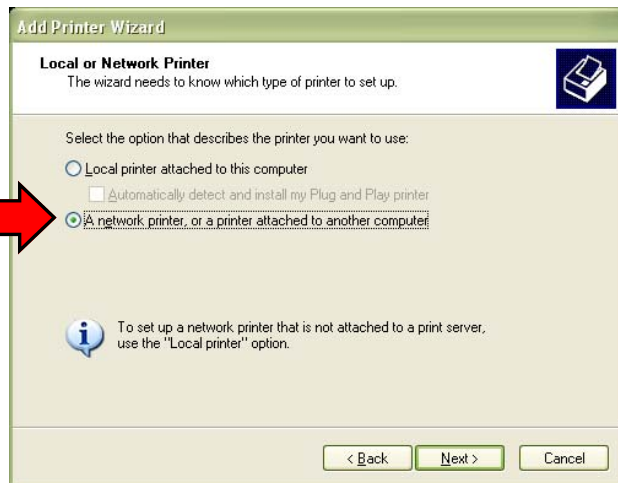 Add Printer Wizard
Local or Network Printer
The wizard needs to know which type of printer to set up.
Select the option that describes the printer you want to use:
Local printer attached to this computer
Automatically detect and install my Plug and Play printer
A network printer, or a printer attached to another computer
To set up a network printer that is not attached to a print server,
use the "Local printer" option.
< Back Next > Cancel